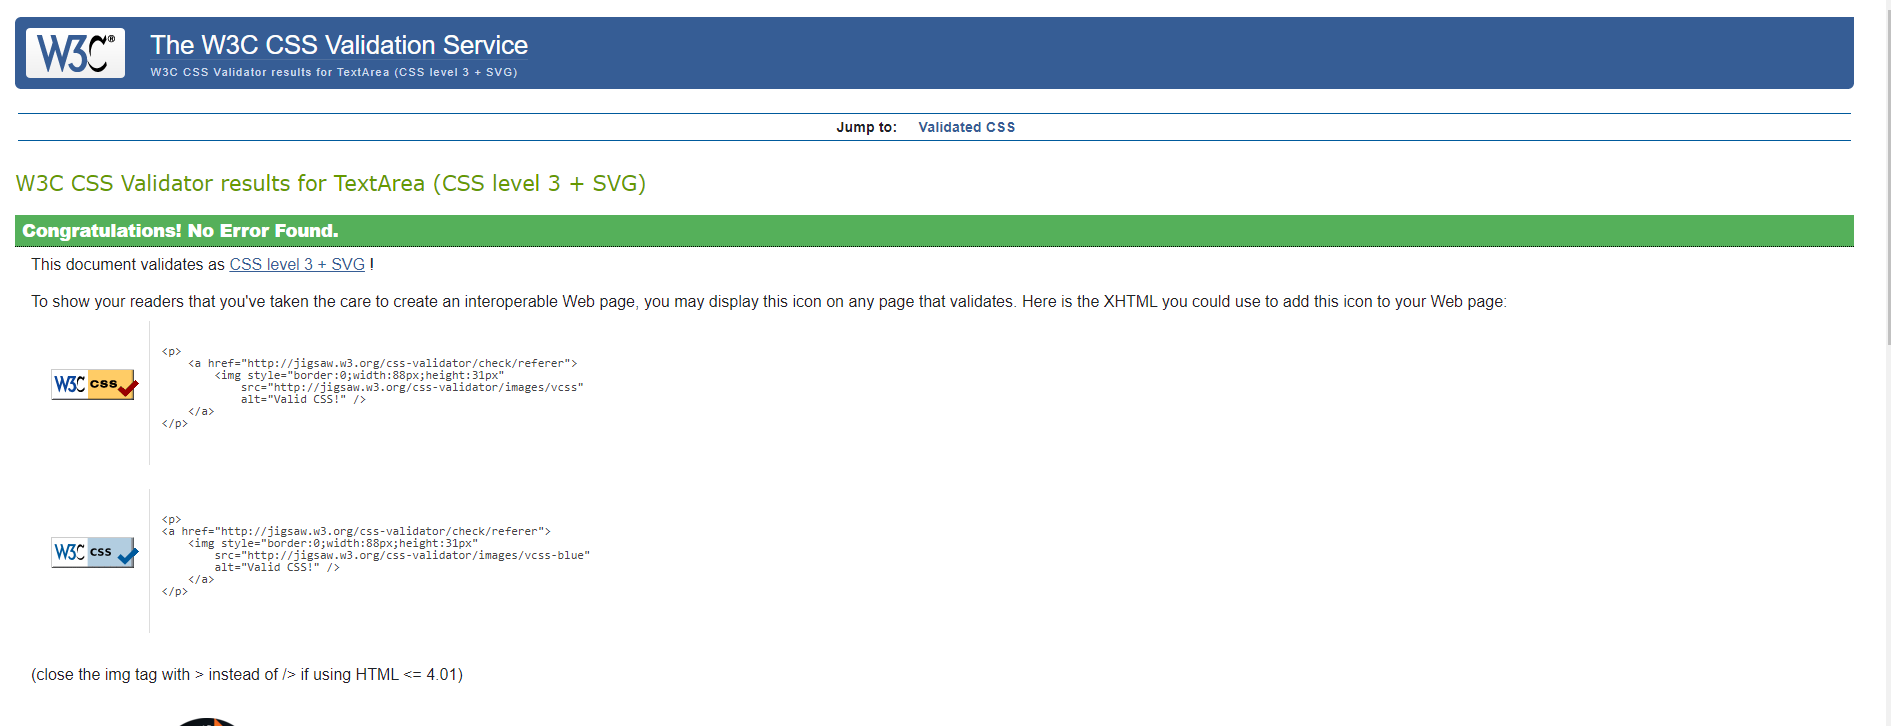 W3C®
The W3C CSS Validation Service
W3C CSS Validator results for TextArea (CSS level 3 + SVG)
Jump to: Validated CSS
W3C CSS Validator results for TextArea (CSS level 3 + SVG)
Congratulations! No Error Found.
This document validates as CSS level 3 + SVG !
To show your readers that you've taken the care to create an interoperable Web page, you may display this icon on any page that validates. Here is the XHTML you could use to add this icon to your Web page:
W3C css
<p>
<a href="http://jigsaw.w3.org/css-validator/check/referer">
<img style="border:0;width:88px;height:31px"
src="http://jigsaw.w3.org/css-validator/images/vcss"
alt="Valid CSS!" />
</a>
</p>
W3C css
<p>
<a href="http://jigsaw.w3.org/css-validator/check/referer">
<img style="border:0;width:88px;height:31px"
src="http://jigsaw.w3.org/css-validator/images/vcss-blue"
alt="Valid CSS!" />
</a>
</p>
(close the img tag with > instead of /> if using HTML <= 4.01)